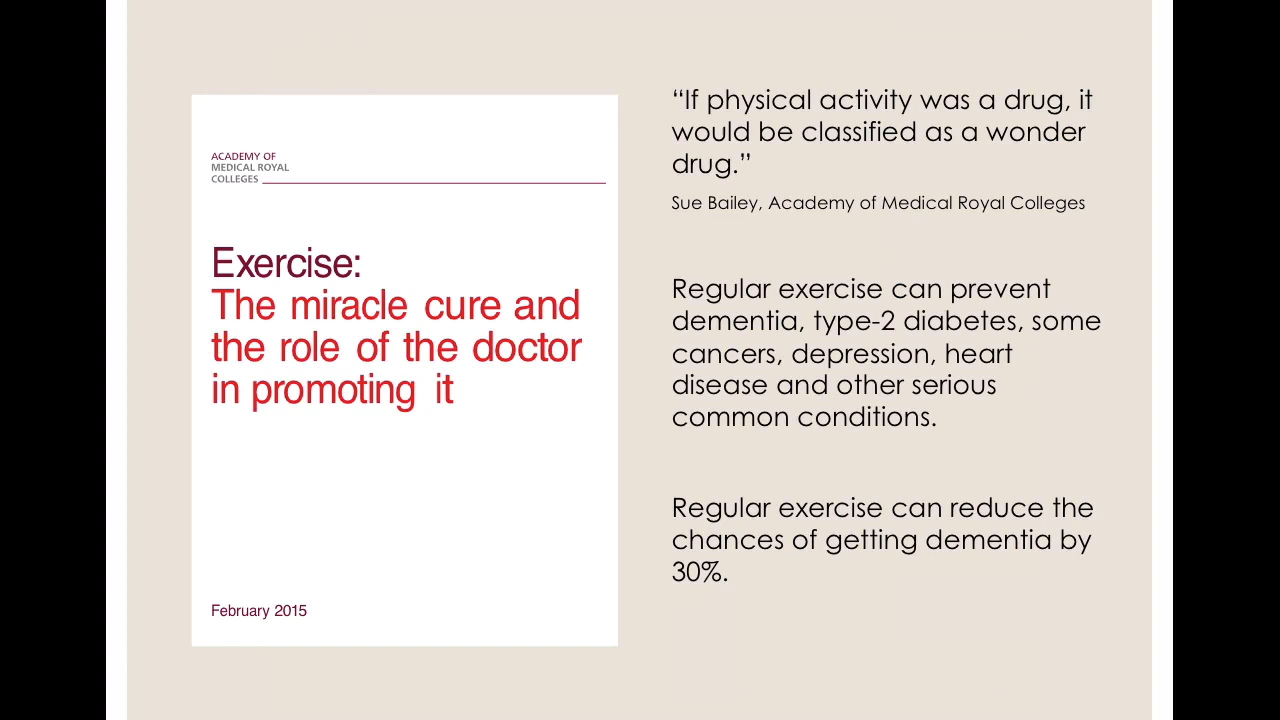 ACADEMY OF
MEDICAL ROYAL
COLLEGES
Exercise:
The miracle cure and
the role of the doctor
in promoting it
February 2015
“If physical activity was a drug, it
would be classified as a wonder
drug.”
Sue Bailey, Academy of Medical Royal Colleges
Regular exercise can prevent
dementia, type-2 diabetes, some
cancers, depression, heart
disease and other serious
common conditions.
Regular exercise can reduce the
chances of getting dementia by
30%.